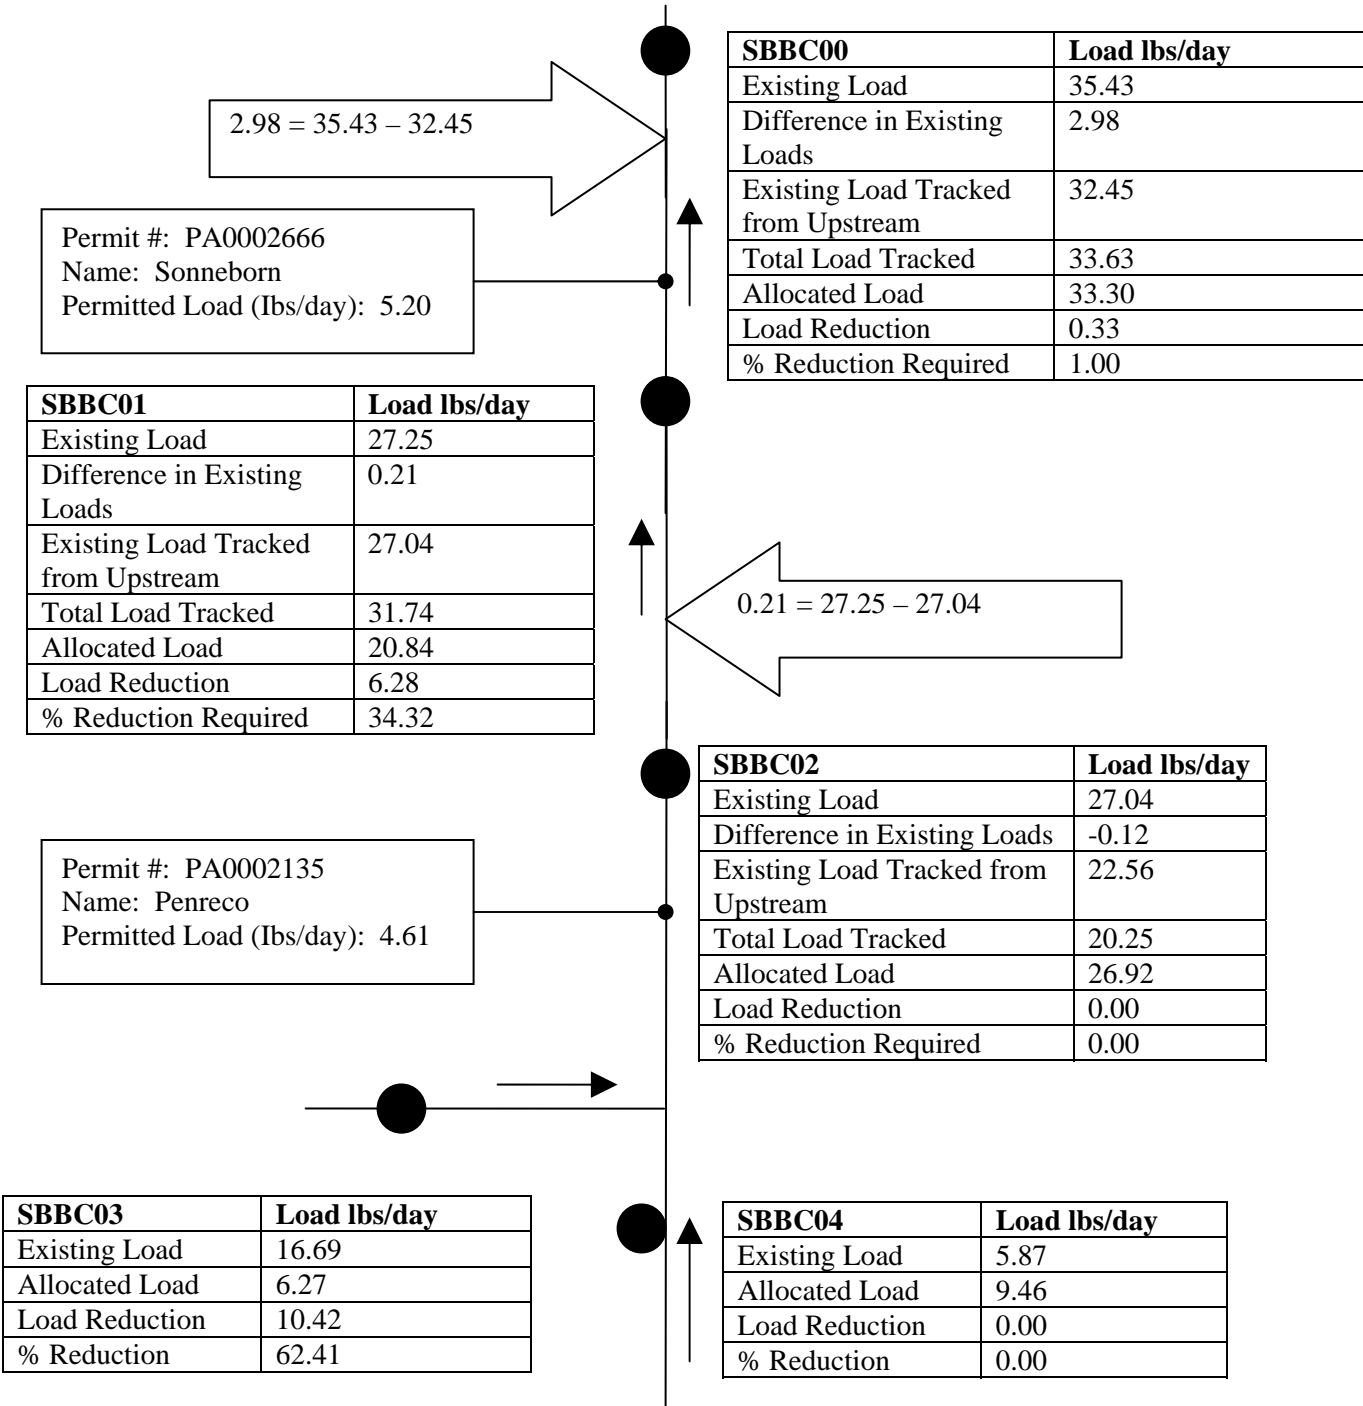 SBBC00 Load lbs/day
Existing Load 35.43
Difference in Existing 2.98
Loads
Existing Load Tracked 32.45
from Upstream
Total Load Tracked 33.63
Allocated Load 33.30
Load Reduction 0.33
% Reduction Required 1.00
2.98 = 35.43 – 32.45
Permit #: PA0002666
Name: Sonneborn
Permitted Load (Ibs/day): 5.20
SBBC01 Load lbs/day
Existing Load 27.25
Difference in Existing 0.21
Loads
Existing Load Tracked 27.04
from Upstream
Total Load Tracked 31.74
Allocated Load 20.84
Load Reduction 6.28
% Reduction Required 34.32
0.21 = 27.25 – 27.04
SBBC02 Load lbs/day
Existing Load 27.04
Difference in Existing Loads -0.12
Existing Load Tracked from 22.56
Upstream
Total Load Tracked 20.25
Allocated Load 26.92
Load Reduction 0.00
% Reduction Required 0.00
Permit #: PA0002135
Name: Penreco
Permitted Load (Ibs/day): 4.61
SBBC03 Load lbs/day
Existing Load 16.69
Allocated Load 6.27
Load Reduction 10.42
% Reduction 62.41
SBBC04 Load lbs/day
Existing Load 5.87
Allocated Load 9.46
Load Reduction 0.00
% Reduction 0.00